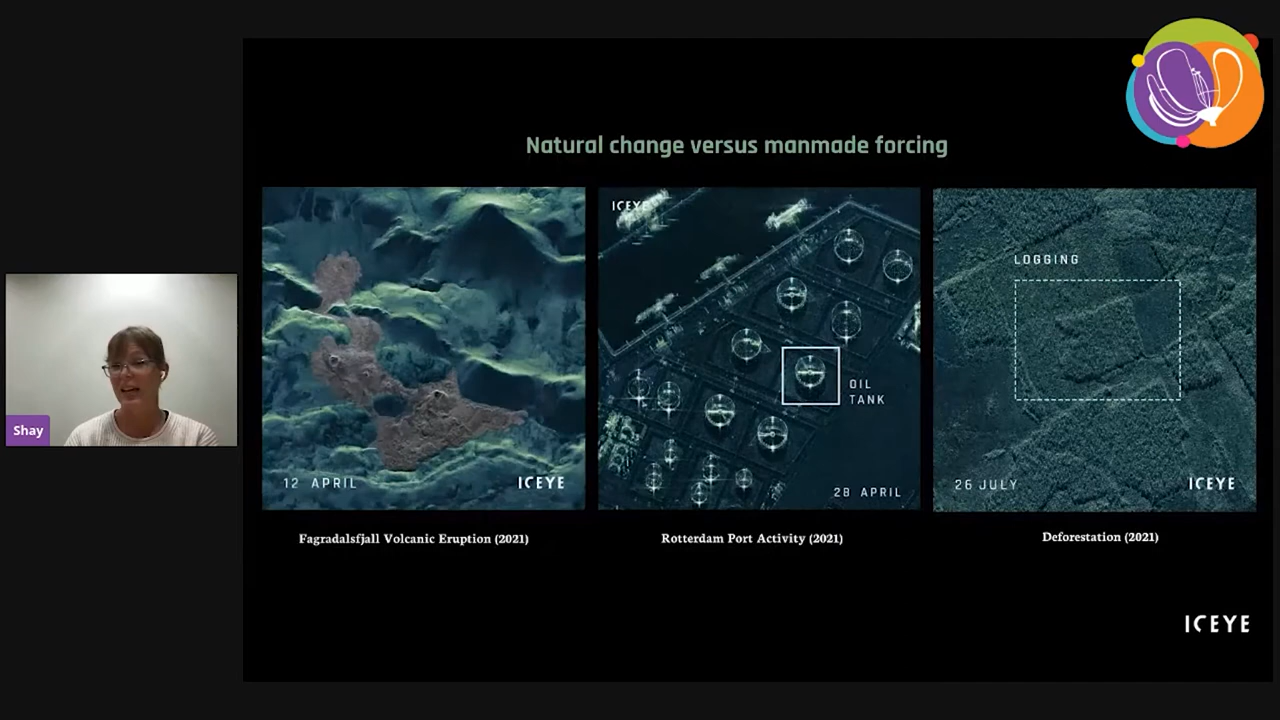 Natural change versus manmade forcing
ICEYE
LOGGING
OIL
TANK
12 APRIL
ICEYE
28 APRIL
26 JULY
ICEYE
Fagradalsfjall Volcanic Eruption (2021)
Rotterdam Port Activity (2021)
Deforestation (2021)
Shay
ICEYE